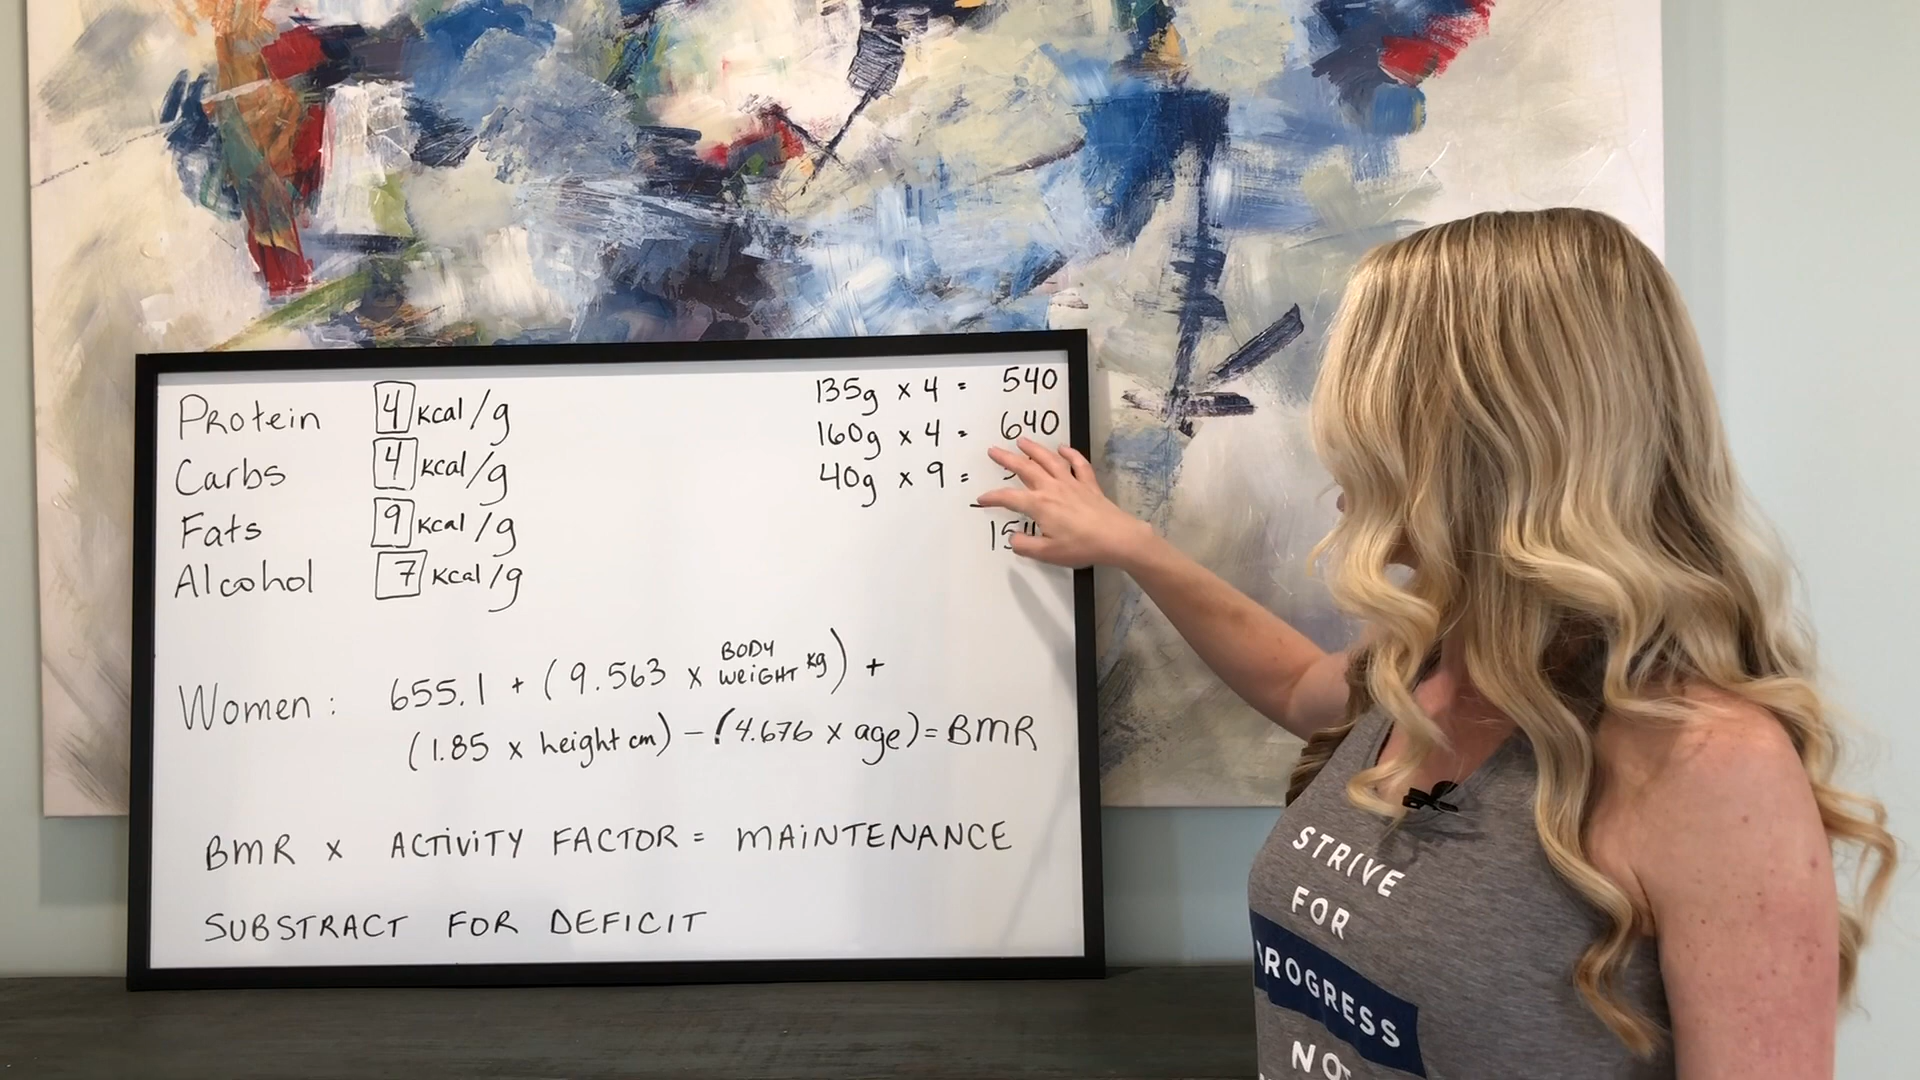 Protein 4 Kcal/g
Carbs 4 Kcal/g
Fats 9 Kcal/g
Alcohol 7 Kcal/g
135g x 4 = 540
160g x 4 = 640
40g x 9 =
Women: 655.1 + (9.563 x BODY WEIGHT kg) +
(1.85 x height cm) - (4.676 x age) = BMR
BMR x ACTIVITY FACTOR = MAINTENANCE
SUBSTRACT FOR DEFICIT
STRIVE
FOR
PROGRESS
NOT